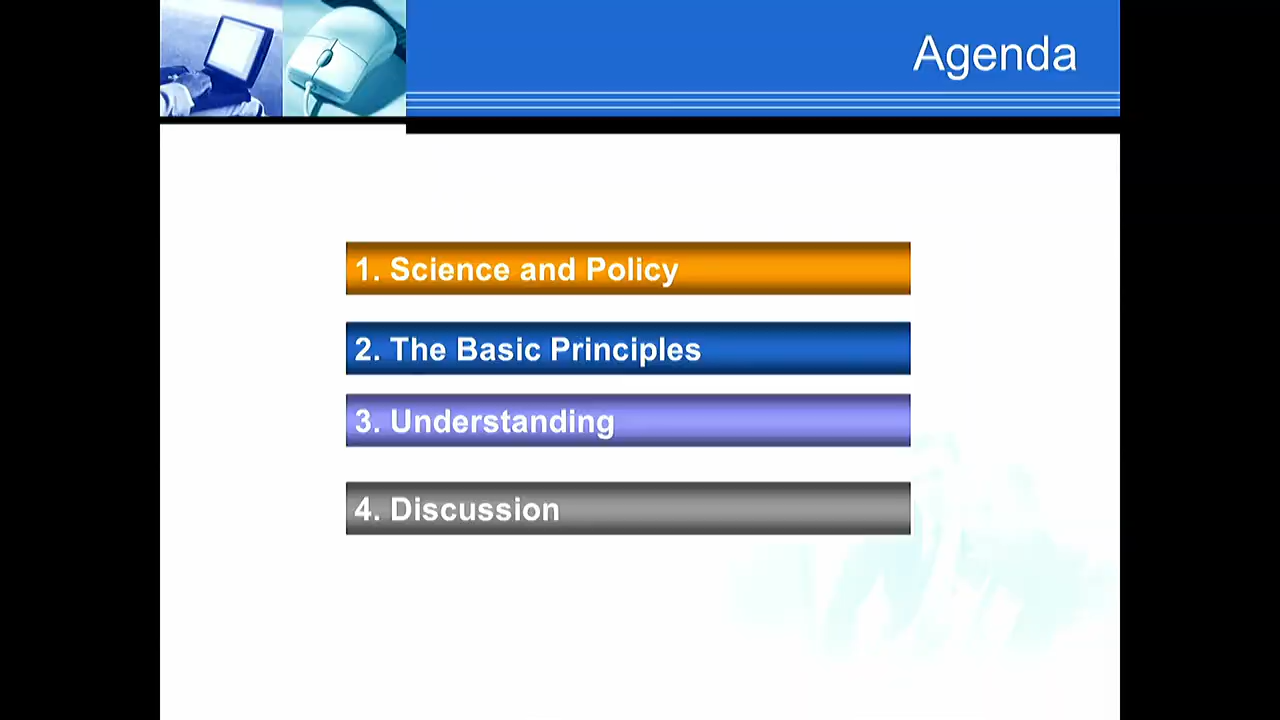 Agenda
1. Science and Policy
2. The Basic Principles
3. Understanding
4. Discussion